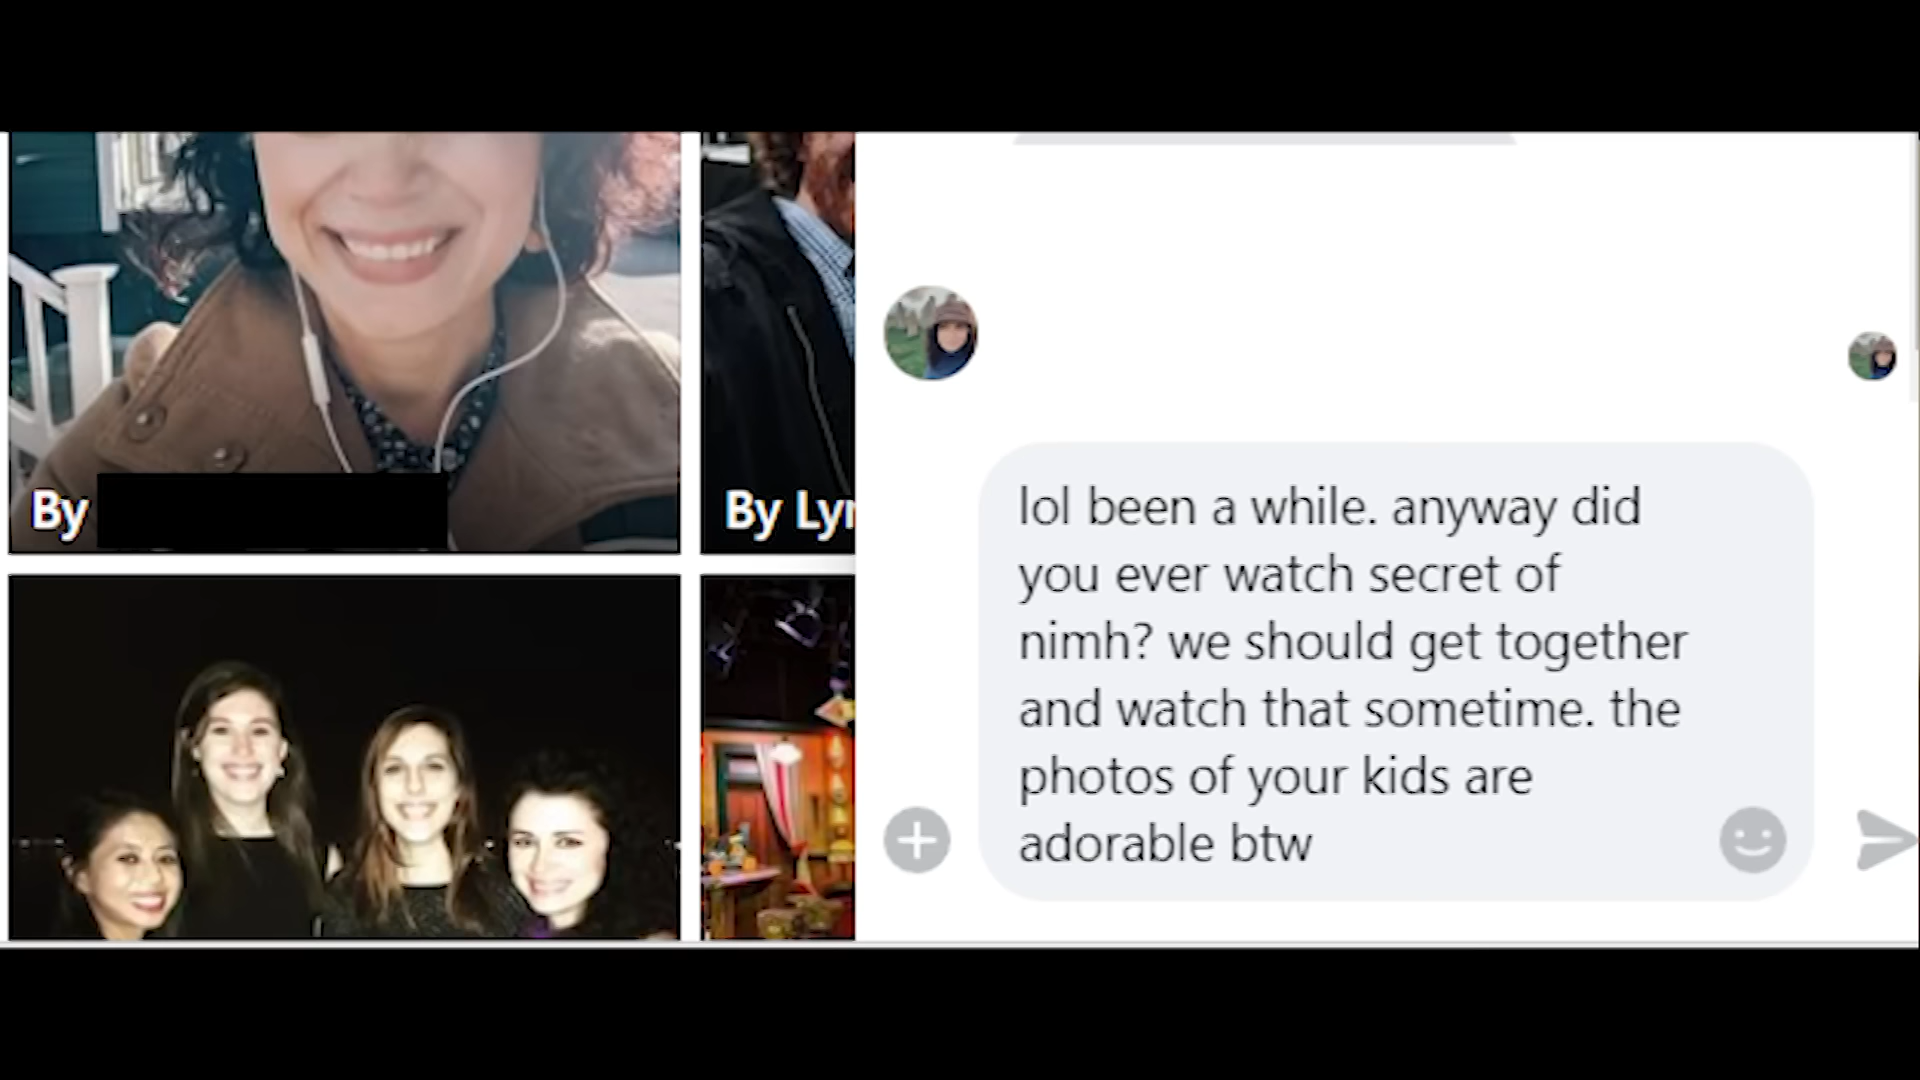 By
By Lyn
lol been a while. anyway did
you ever watch secret of
nimh? we should get together
and watch that sometime. the
photos of your kids are
adorable btw